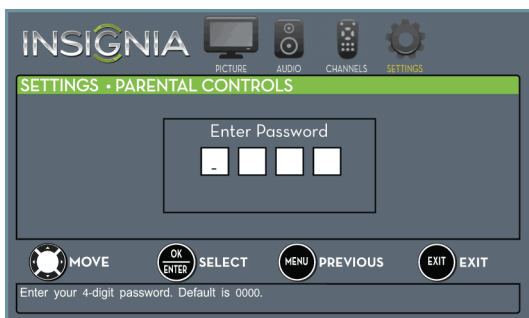 INSIGNIA
PICTURE AUDIO CHANNELS SETTINGS
SETTINGS • PARENTAL CONTROLS
Enter Password
_
MOVE OK ENTER SELECT MENU PREVIOUS EXIT EXIT
Enter your 4-digit password. Default is 0000.